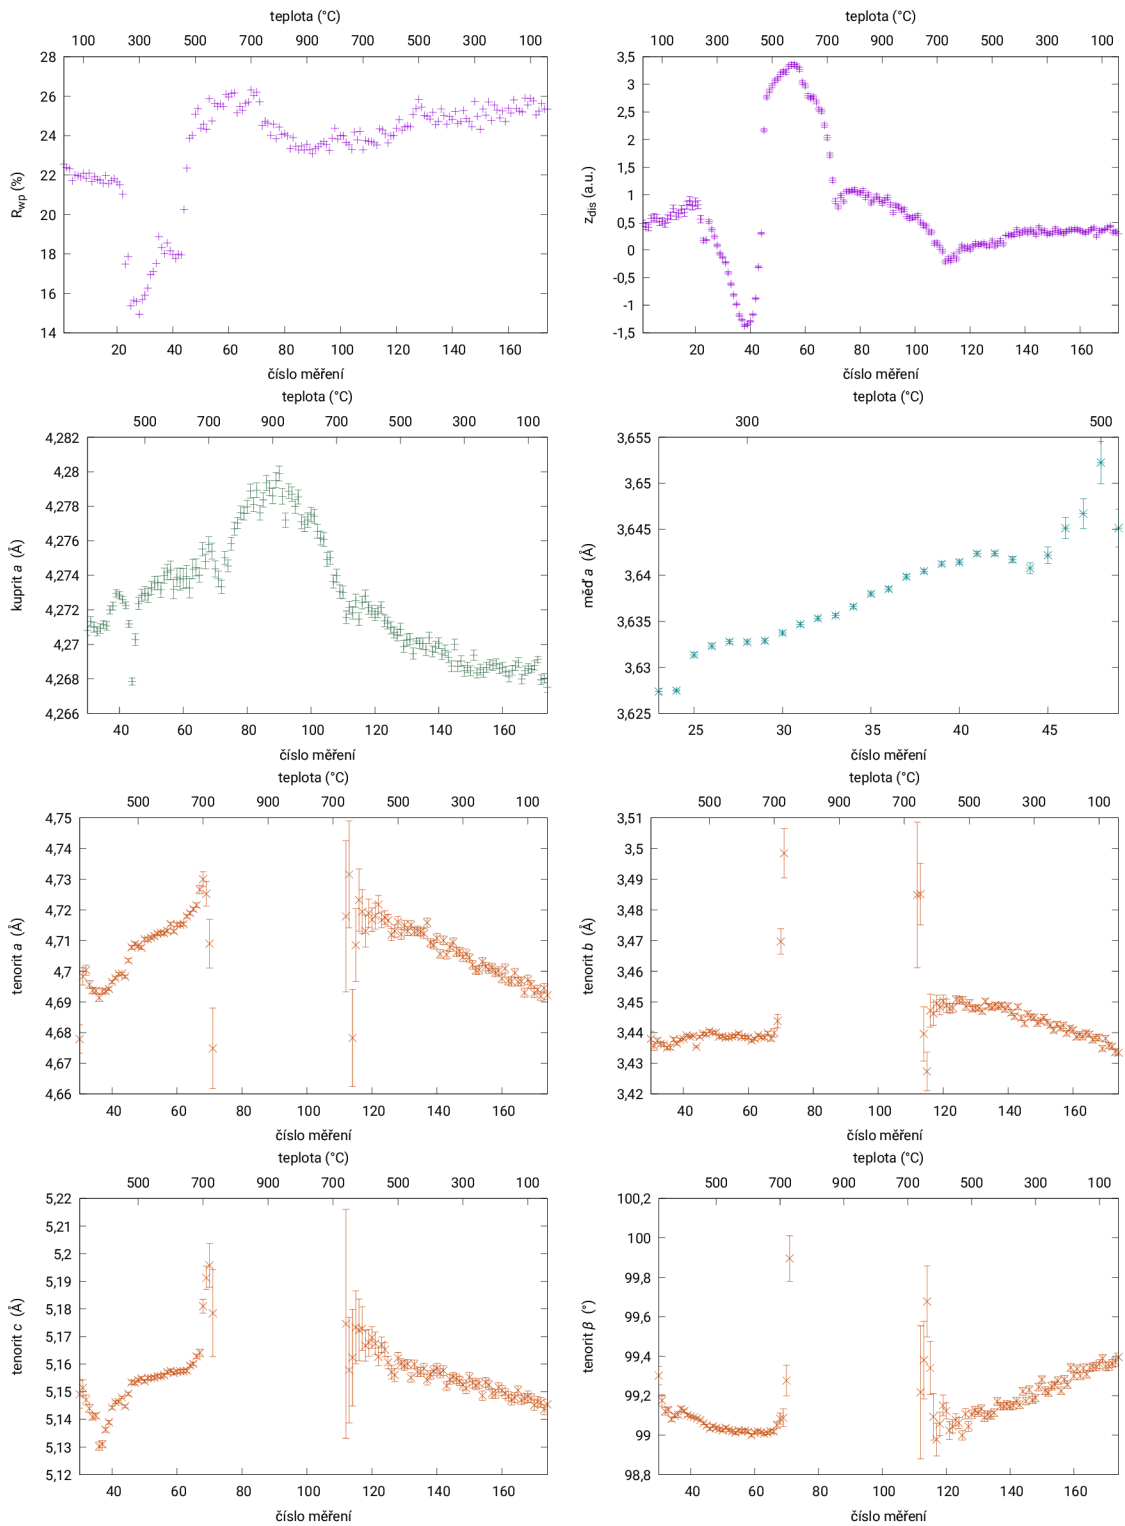 teplota (°C)
100 300 500 700 900 900 700 500 300 100
28
26
24
22
20
18
16
14
R_wp (%)
20 40 60 80 100 120 140 160
číslo měření
teplota (°C)
100 300 500 700 900 900 700 500 300 100
3,5
3
2,5
2
1,5
1
0,5
0
-0,5
-1
-1,5
z_dis (a.u.)
20 40 60 80 100 120 140 160
číslo měření
teplota (°C)
500 700 900 900 700 500 300 100
4,282
4,28
4,278
4,276
4,274
4,272
4,27
4,268
4,266
kuprit a (Å)
40 60 80 100 120 140 160
číslo měření
teplota (°C)
300 500
3,655
3,65
3,645
3,64
3,635
3,63
3,625
měď a (Å)
25 30 35 40 45
číslo měření
teplota (°C)
500 700 900 900 700 500 300 100
4,75
4,74
4,73
4,72
4,71
4,7
4,69
4,68
4,67
4,66
tenorit a (Å)
40 60 80 100 120 140 160
číslo měření
teplota (°C)
500 700 900 900 700 500 300 100
3,51
3,5
3,49
3,48
3,47
3,46
3,45
3,44
3,43
3,42
tenorit b (Å)
40 60 80 100 120 140 160
číslo měření
teplota (°C)
500 700 900 900 700 500 300 100
5,22
5,21
5,2
5,19
5,18
5,17
5,16
5,15
5,14
5,13
5,12
tenorit c (Å)
40 60 80 100 120 140 160
číslo měření
teplota (°C)
500 700 900 900 700 500 300 100
100,2
100
99,8
99,6
99,4
99,2
99
98,8
tenorit β (°)
40 60 80 100 120 140 160
číslo měření